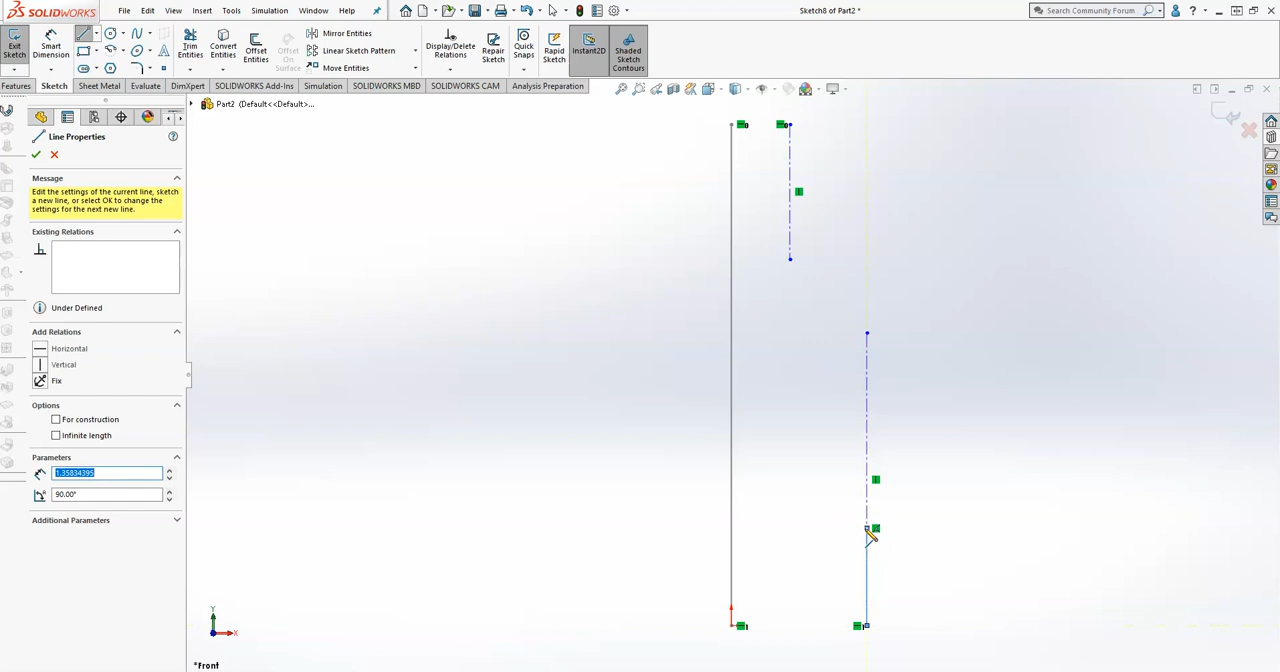 SOLIDWORKS File Edit View Insert Tools Simulation Window Help Sketch8 of Part2 * Search Community Forum ?
Exit Sketch Smart Dimension Trim Entities Convert Entities Offset Entities Offset On Surface Mirror Entities Linear Sketch Pattern Move Entities Display/Delete Relations Repair Sketch Quick Snaps Rapid Sketch Instant2D Shaded Sketch Contours
Features Sketch Sheet Metal DimXpert Evaluate SOLIDWORKS Add-Ins Simulation SOLIDWORKS MBD SOLIDWORKS CAM Analysis Preparation
Part2 (Default<<Default>...
Line Properties
Message
Edit the settings of the current line, sketch
a new line, or select OK to change the
settings for the next new line.
Existing Relations
Under Defined
Add Relations
Horizontal
Vertical
Fix
Options
For construction
Infinite length
Parameters
1.35834395
90.00°
Additional Parameters
Y
X
*Front